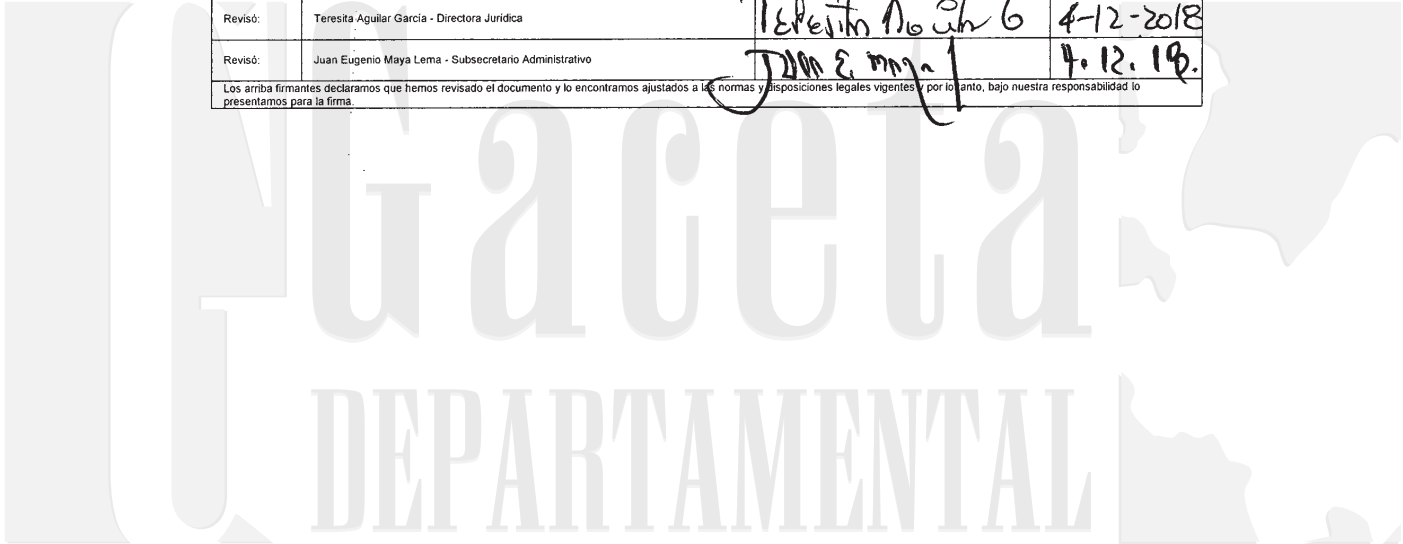 Revisó: Teresita Aguilar García - Directora Jurídica Teresita Aguilar G 4-12-2018
Revisó: Juan Eugenio Maya Lema - Subsecretario Administrativo Juan E. Maya L 4.12.18.
Los arriba firmantes declaramos que hemos revisado el documento y lo encontramos ajustados a las normas y disposiciones legales vigentes y por lo tanto, bajo nuestra responsabilidad lo
presentamos para la firma.
Gaceta
DEPARTAMENTAL